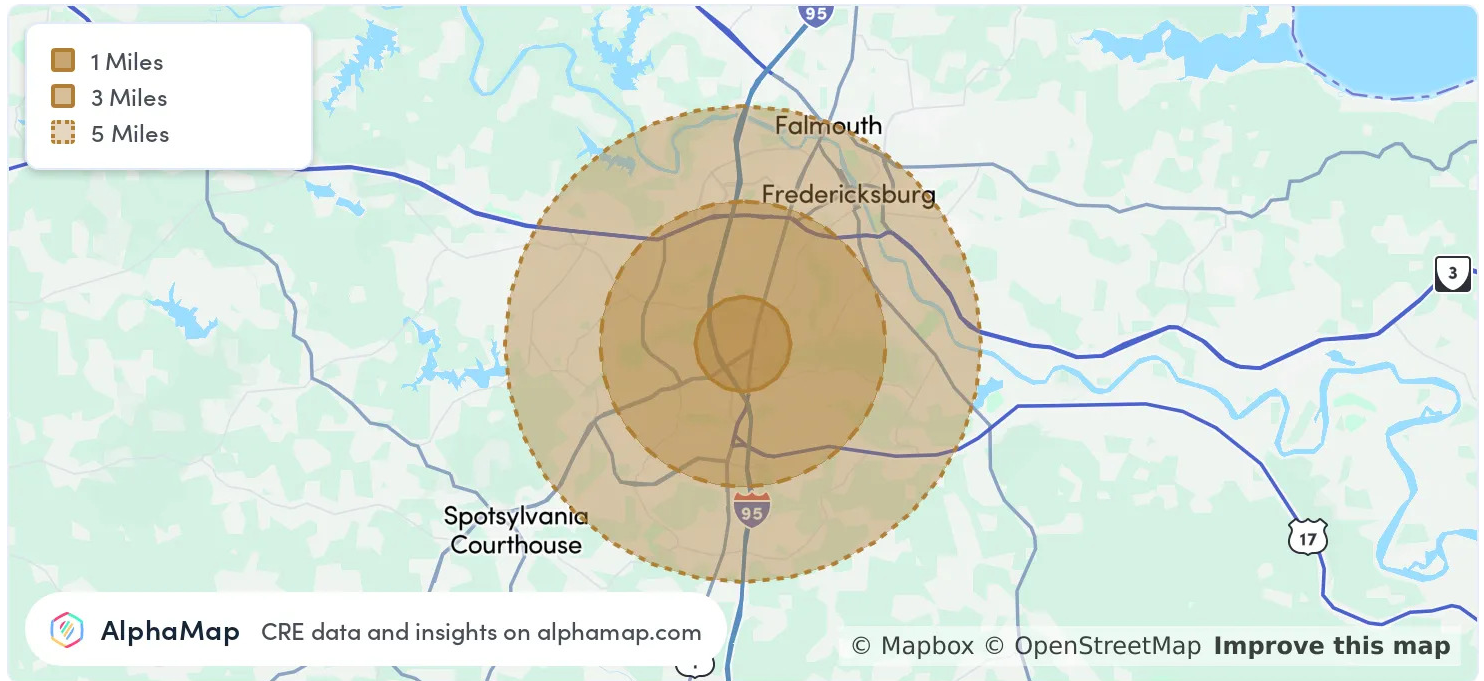 95
1 Miles
3 Miles
5 Miles
Falmouth
Fredericksburg
3
95
Spotsylvania
Courthouse
17
AlphaMap CRE data and insights on alphamap.com
© Mapbox © OpenStreetMap Improve this map